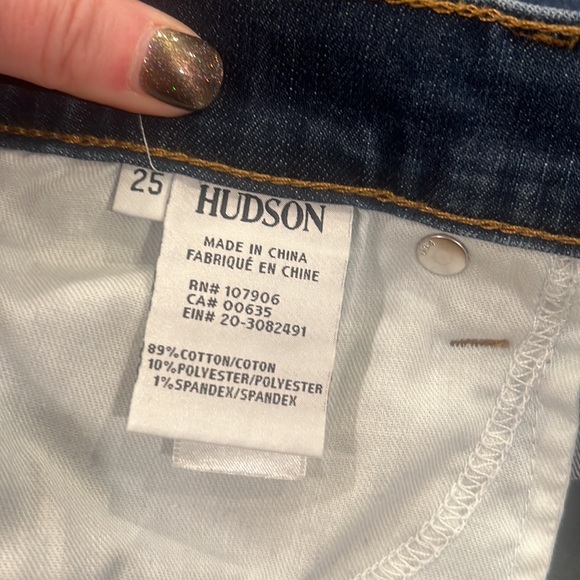 25
HUDSON
MADE IN CHINA
FABRIQUÉ EN CHINE
RN# 107906
CA# 00635
EIN# 20-3082491
89%COTTON/COTON
10%POLYESTER/POLYESTER
1%SPANDEX/SPANDEX